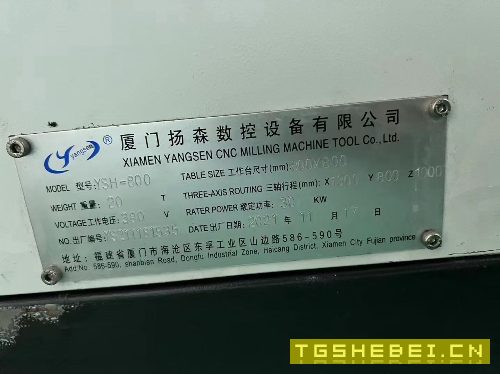 yangsen ®
厦门扬森数控设备有限公司
XIAMEN YANGSEN CNC MILLING MACHINE TOOL Co., Ltd.
MODEL 型号: YSH-800 TABLE SIZE 工作台尺寸(mm):
WEIGHT 重量: 20 T THREE-AXIS ROUTING 三轴行程(mm): X Y 800 Z
VOLTAGE 工作电压: 380 V RATER POWER 额定功率: 30 KW
NO. 出厂编号: DATE 出厂日期: 2021 年 11 月 17 日
地址: 福建省厦门市海沧区东孚工业区山边路586-590号
Add No. 586-590, shanbian Road, Dongfu Industrial Zone, Haicang District, Xiamen City Fujian province
TGSHEBEI.CN